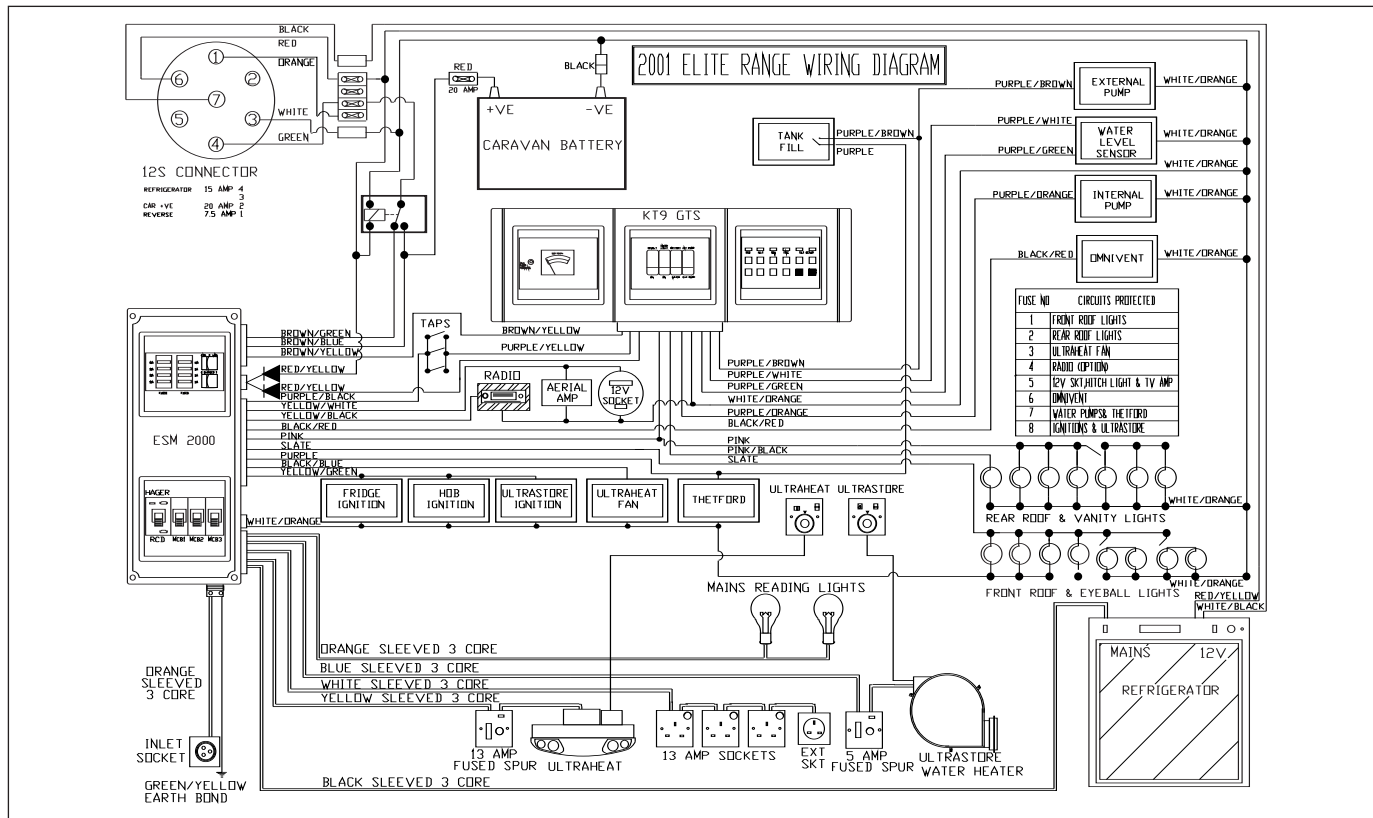 2001 ELITE RANGE WIRING DIAGRAM
BLACK
RED
ORANGE
WHITE
GREEN
1
6
2
7
5
3
4
12S CONNECTOR
REFRIGERATOR 15 AMP 4
3
CAR +VE 20 AMP 2
REVERSE 7.5 AMP 1
RED
20 AMP
BLACK
+VE
-VE
CARAVAN BATTERY
TANK
FILL
PURPLE/BROWN
PURPLE
PURPLE/BROWN
EXTERNAL
PUMP
WHITE/ORANGE
PURPLE/WHITE
PURPLE/GREEN
WATER
LEVEL
SENSOR
WHITE/ORANGE
WHITE/ORANGE
PURPLE/ORANGE
INTERNAL
PUMP
WHITE/ORANGE
BLACK/RED
OMNIVENT
WHITE/ORANGE
KT9 GTS
FUSE NO CIRCUITS PROTECTED
1 FRONT ROOF LIGHTS
2 REAR ROOF LIGHTS
3 ULTRAHEAT FAN
4 RADIO (OPTION)
5 12V SKT,HITCH LIGHT & TV AMP
6 OMNIVENT
7 WATER PUMPS& THETFORD
8 IGNITIONS & ULTRASTORE
BROWN/GREEN
BROWN/BLUE
BROWN/YELLOW
RED/YELLOW
RED/YELLOW
PURPLE/BLACK
YELLOW/WHITE
YELLOW/BLACK
BLACK/RED
PINK
SLATE
PURPLE
BLACK/BLUE
YELLOW/GREEN
WHITE/ORANGE
TAPS
BROWN/YELLOW
PURPLE/YELLOW
RADIO
AERIAL
AMP
12V
SOCKET
PURPLE/BROWN
PURPLE/WHITE
PURPLE/GREEN
WHITE/ORANGE
PURPLE/ORANGE
BLACK/RED
PINK
PINK/BLACK
SLATE
ESM 2000
HAGER
RCD MCB1 MCB2 MCB3
FRIDGE
IGNITION
HOB
IGNITION
ULTRASTORE
IGNITION
ULTRAHEAT
FAN
THETFORD
ULTRAHEAT
ULTRASTORE
WHITE/ORANGE
REAR ROOF & VANITY LIGHTS
WHITE/ORANGE
FRONT ROOF & EYEBALL LIGHTS
RED/YELLOW
WHITE/BLACK
MAINS READING LIGHTS
ORANGE SLEEVED 3 CORE
BLUE SLEEVED 3 CORE
WHITE SLEEVED 3 CORE
YELLOW SLEEVED 3 CORE
ORANGE
SLEEVED
3 CORE
INLET
SOCKET
GREEN/YELLOW
EARTH BOND
13 AMP
FUSED SPUR
ULTRAHEAT
13 AMP SOCKETS
EXT
SKT
5 AMP
FUSED SPUR
ULTRASTORE
WATER HEATER
BLACK SLEEVED 3 CORE
MAINS
12V
REFRIGERATOR